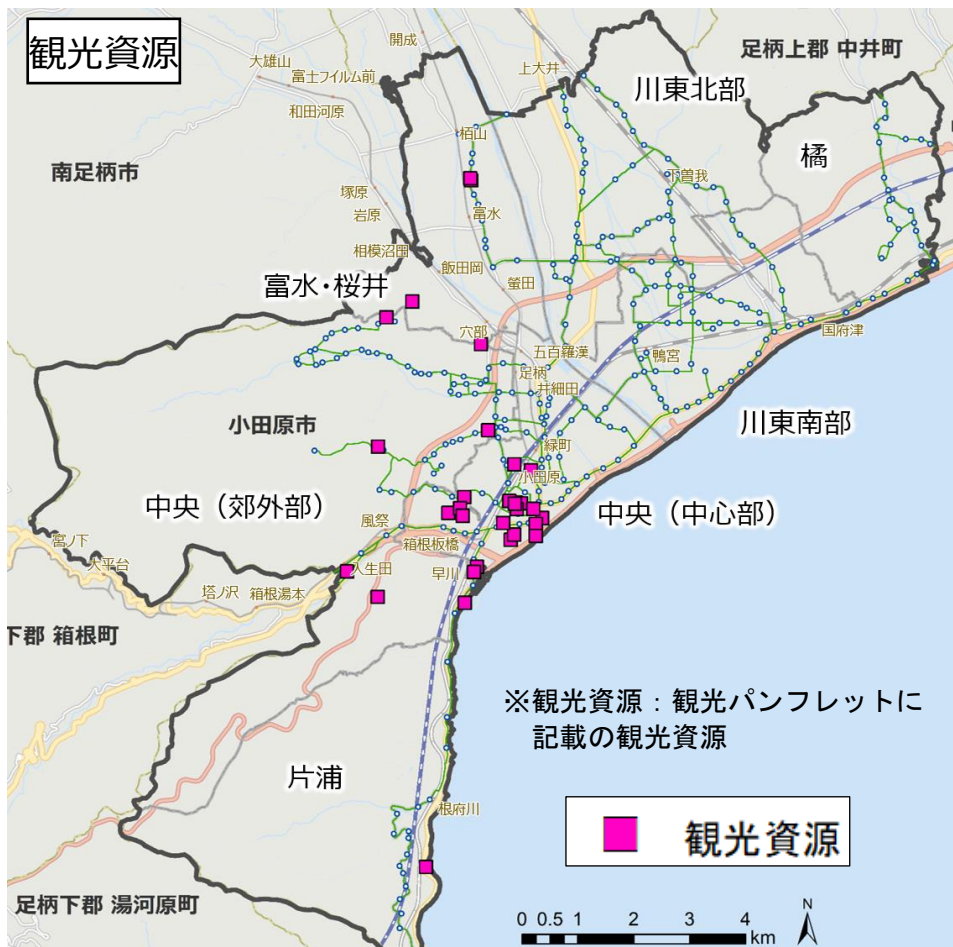 観光資源
開成
大雄山
富士フイルム前
上大井
足柄上郡 中井町
和田河原
川東北部
栢山
橘
南足柄市
塚原
下曽我
岩原
富水
相模沼田
飯田岡
富水・桜井
螢田
穴部
国府津
五百羅漢
鴨宮
足柄
井細田
小田原市
川東南部
緑町
小田原
中央（郊外部）
風祭
中央（中心部）
宮ノ下
箱根板橋
大平台
入生田
早川
塔ノ沢
箱根湯本
下郡 箱根町
※観光資源：観光パンフレットに
記載の観光資源
片浦
根府川
観光資源
足柄下郡 湯河原町
0 0.5 1 2 3 4
km
N